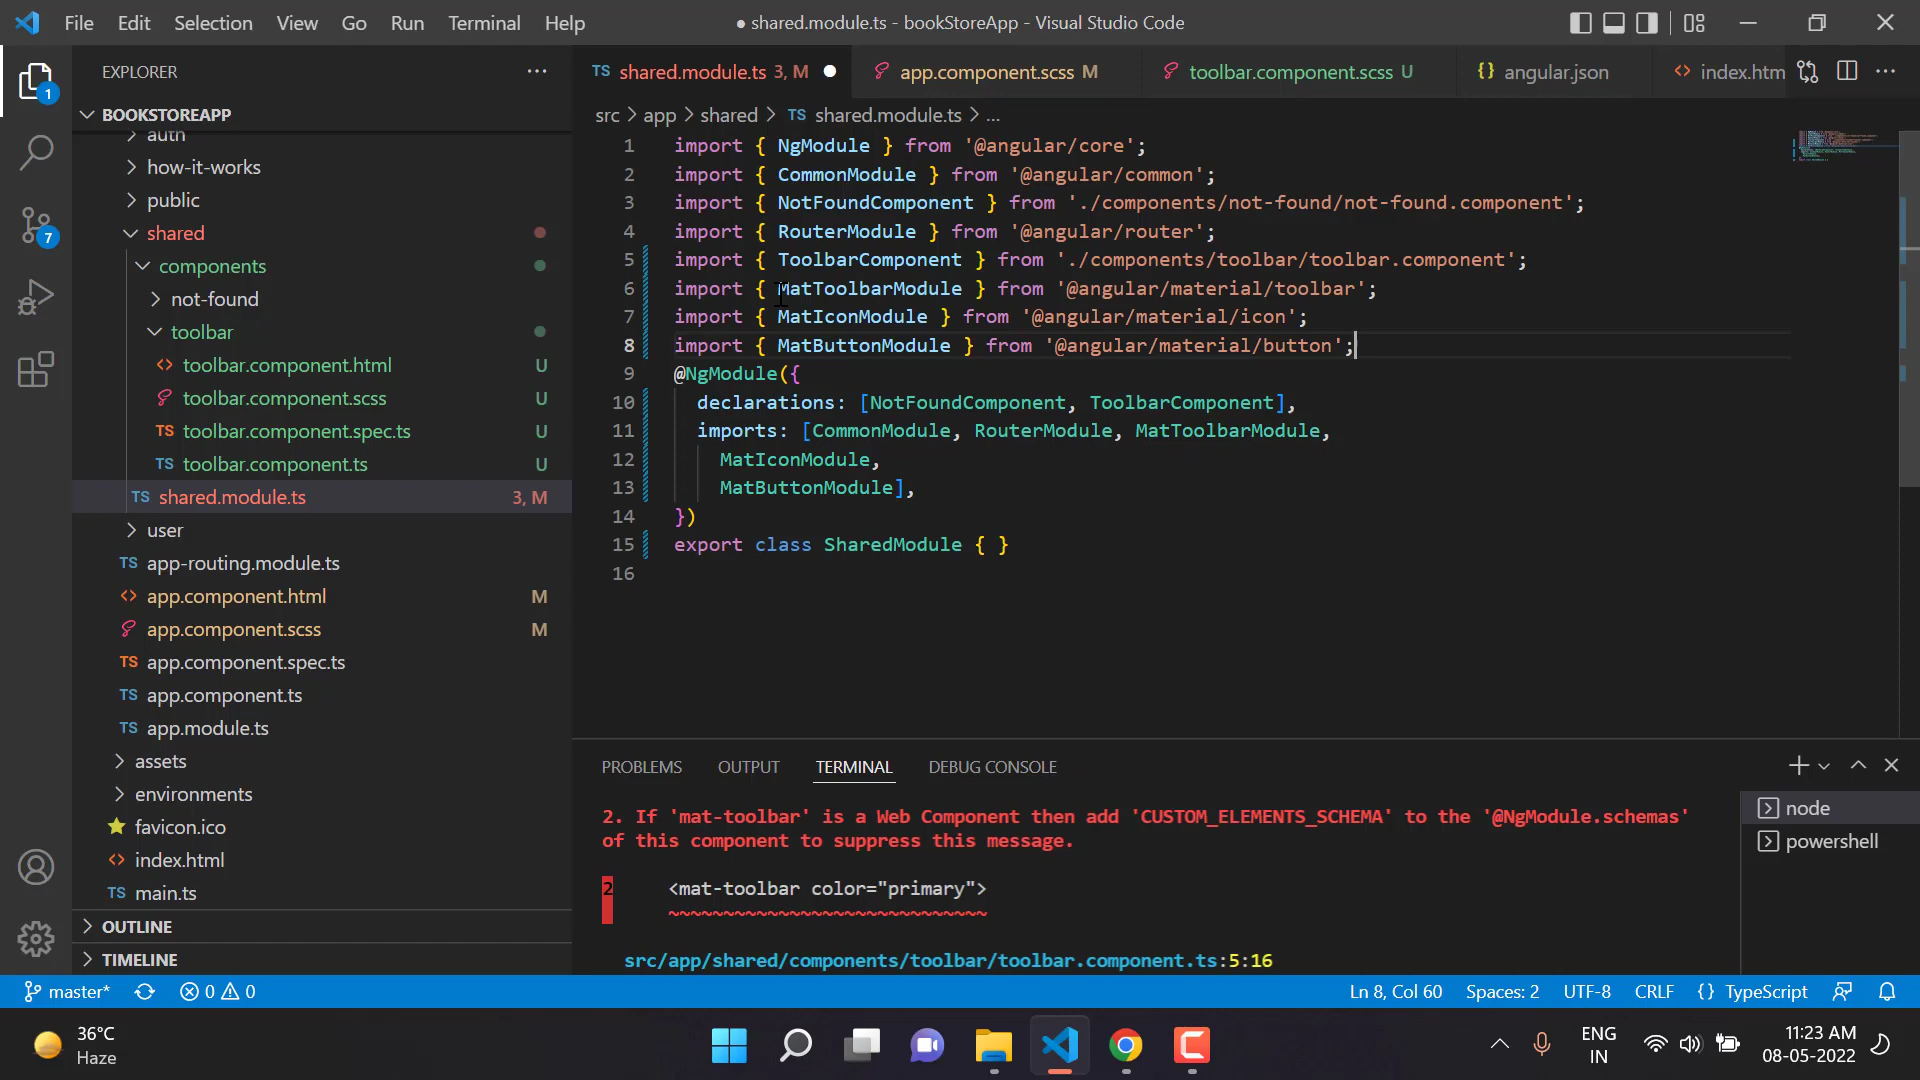 File Edit Selection View Go Run Terminal Help
● shared.module.ts - bookStoreApp - Visual Studio Code
EXPLORER
BOOKSTOREAPP
auth
how-it-works
public
shared
components
not-found
toolbar
toolbar.component.html U
toolbar.component.scss U
TS toolbar.component.spec.ts U
TS toolbar.component.ts U
TS shared.module.ts 3, M
user
TS app-routing.module.ts
app.component.html M
app.component.scss M
TS app.component.spec.ts
TS app.component.ts
TS app.module.ts
assets
environments
favicon.ico
index.html
TS main.ts
OUTLINE
TIMELINE
1
7
TS shared.module.ts 3, M ● app.component.scss M toolbar.component.scss U {} angular.json <> index.htm
src > app > shared > TS shared.module.ts > ...
1 import { NgModule } from '@angular/core';
2 import { CommonModule } from '@angular/common';
3 import { NotFoundComponent } from './components/not-found/not-found.component';
4 import { RouterModule } from '@angular/router';
5 import { ToolbarComponent } from './components/toolbar/toolbar.component';
6 import { MatToolbarModule } from '@angular/material/toolbar';
7 import { MatIconModule } from '@angular/material/icon';
8 import { MatButtonModule } from '@angular/material/button';
9 @NgModule({
10 declarations: [NotFoundComponent, ToolbarComponent],
11 imports: [CommonModule, RouterModule, MatToolbarModule,
12 MatIconModule,
13 MatButtonModule],
14 })
15 export class SharedModule { }
16
PROBLEMS OUTPUT TERMINAL DEBUG CONSOLE
2. If 'mat-toolbar' is a Web Component then add 'CUSTOM_ELEMENTS_SCHEMA' to the '@NgModule.schemas'
of this component to suppress this message.
2 <mat-toolbar color="primary">
~~~~~~~~~~~~~~~~~~~~~~~~~~~~
src/app/shared/components/toolbar/toolbar.component.ts:5:16
node
powershell
master* 0 0 Ln 8, Col 60 Spaces: 2 UTF-8 CRLF {} TypeScript
36°C
Haze
ENG
IN
11:23 AM
08-05-2022